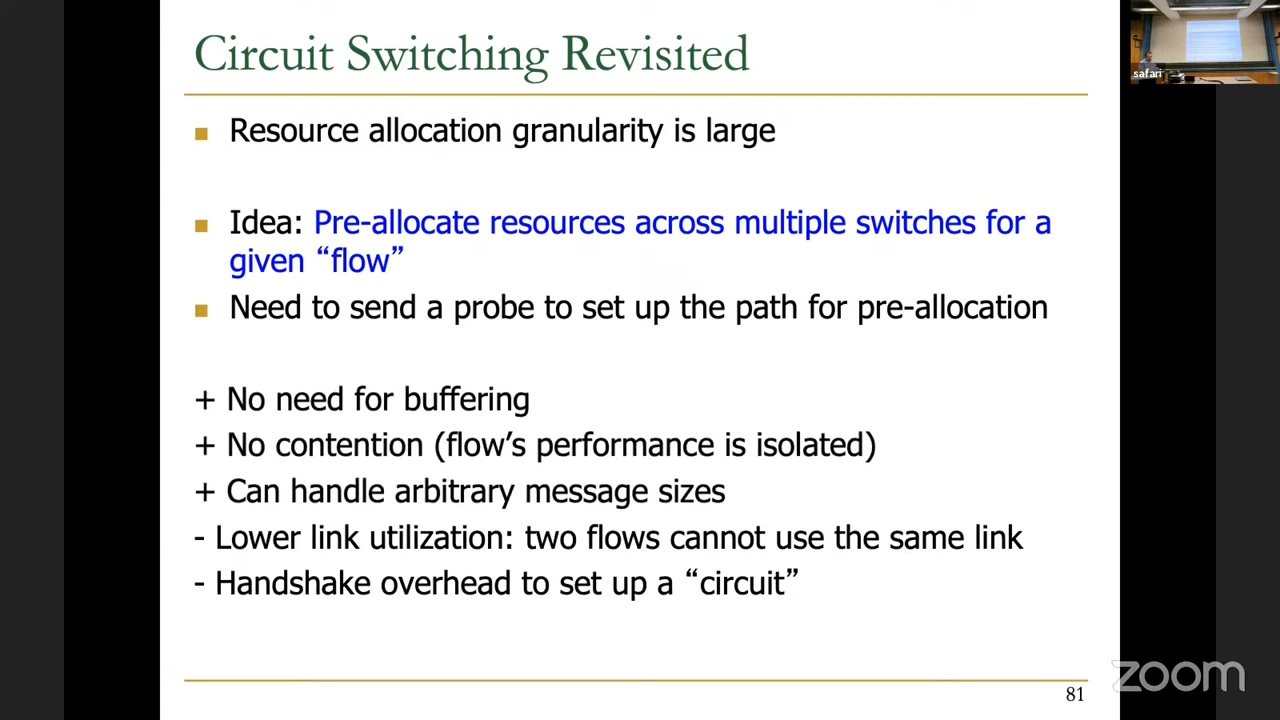 Circuit Switching Revisited
safari
■ Resource allocation granularity is large
■ Idea: Pre-allocate resources across multiple switches for a
given “flow”
■ Need to send a probe to set up the path for pre-allocation
+ No need for buffering
+ No contention (flow’s performance is isolated)
+ Can handle arbitrary message sizes
- Lower link utilization: two flows cannot use the same link
- Handshake overhead to set up a “circuit”
81
zoom